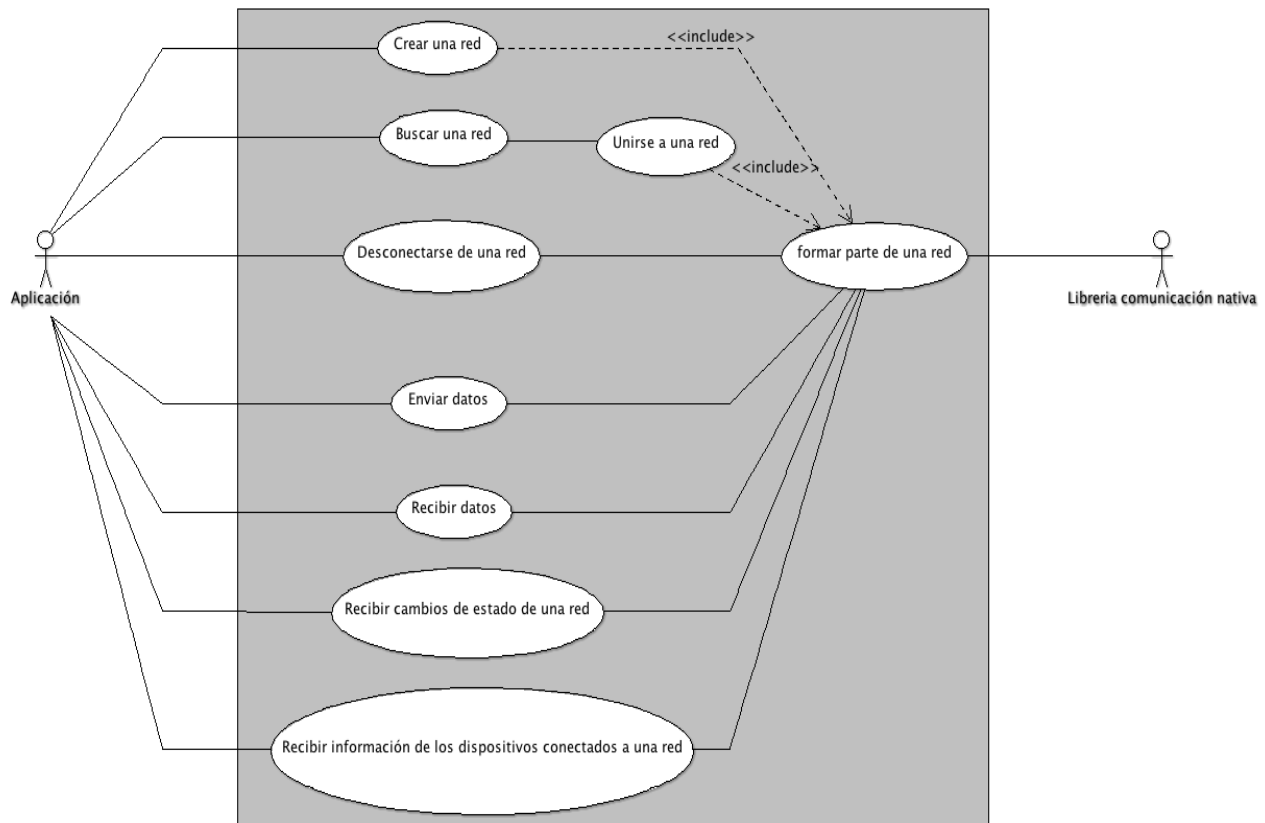 Crear una red
<<include>>
Buscar una red
Unirse a una red
<<include>>
Desconectarse de una red
formar parte de una red
Aplicación
Libreria comunicación nativa
Enviar datos
Recibir datos
Recibir cambios de estado de una red
Recibir información de los dispositivos conectados a una red